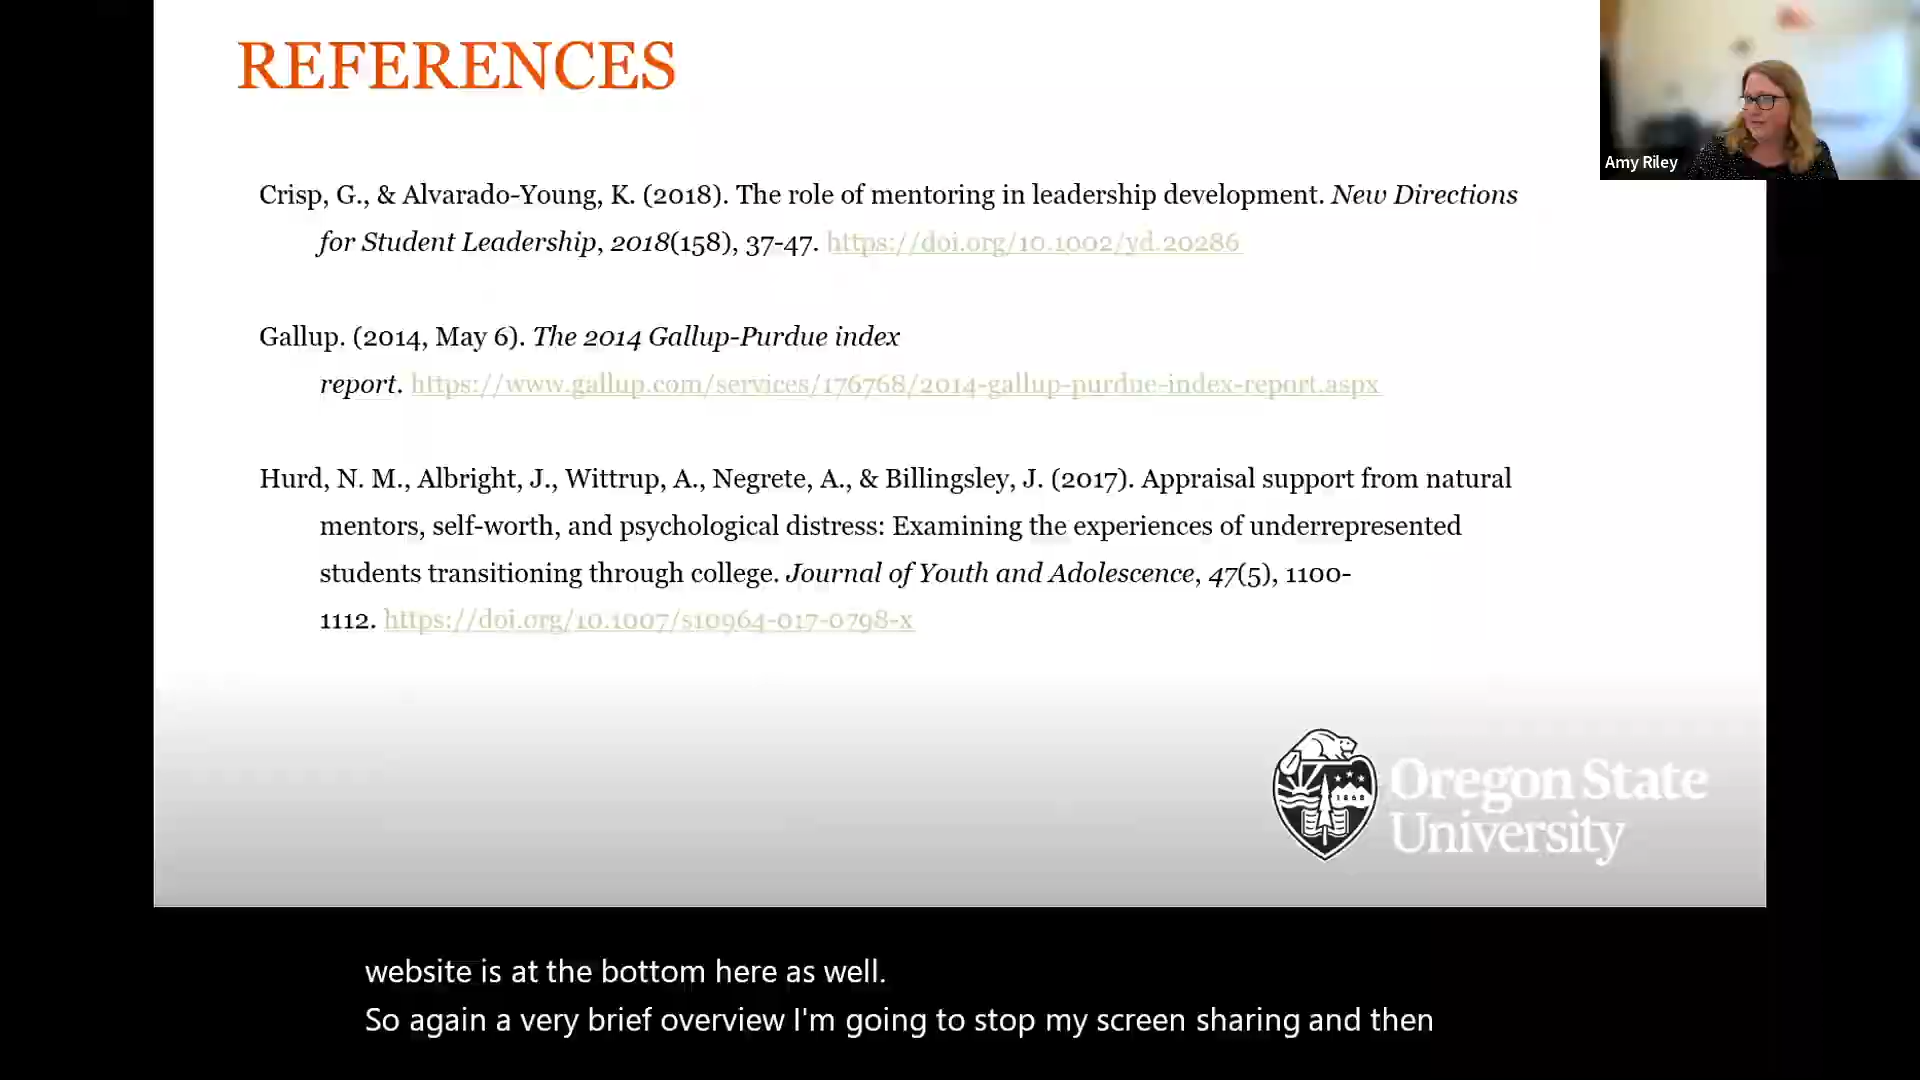 REFERENCES
Amy Riley
Crisp, G., & Alvarado-Young, K. (2018). The role of mentoring in leadership development. New Directions
for Student Leadership, 2018(158), 37-47. https://doi.org/10.1002/yd.20286
Gallup. (2014, May 6). The 2014 Gallup-Purdue index
report. https://www.gallup.com/services/176768/2014-gallup-purdue-index-report.aspx
Hurd, N. M., Albright, J., Wittrup, A., Negrete, A., & Billingsley, J. (2017). Appraisal support from natural
mentors, self-worth, and psychological distress: Examining the experiences of underrepresented
students transitioning through college. Journal of Youth and Adolescence, 47(5), 1100-
1112. https://doi.org/10.1007/s10964-017-0798-x
1868
Oregon State
University
website is at the bottom here as well.
So again a very brief overview I'm going to stop my screen sharing and then